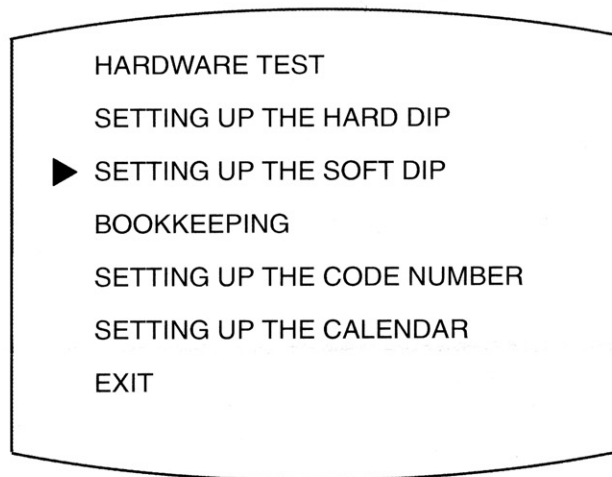 HARDWARE TEST
SETTING UP THE HARD DIP
SETTING UP THE SOFT DIP
BOOKKEEPING
SETTING UP THE CODE NUMBER
SETTING UP THE CALENDAR
EXIT